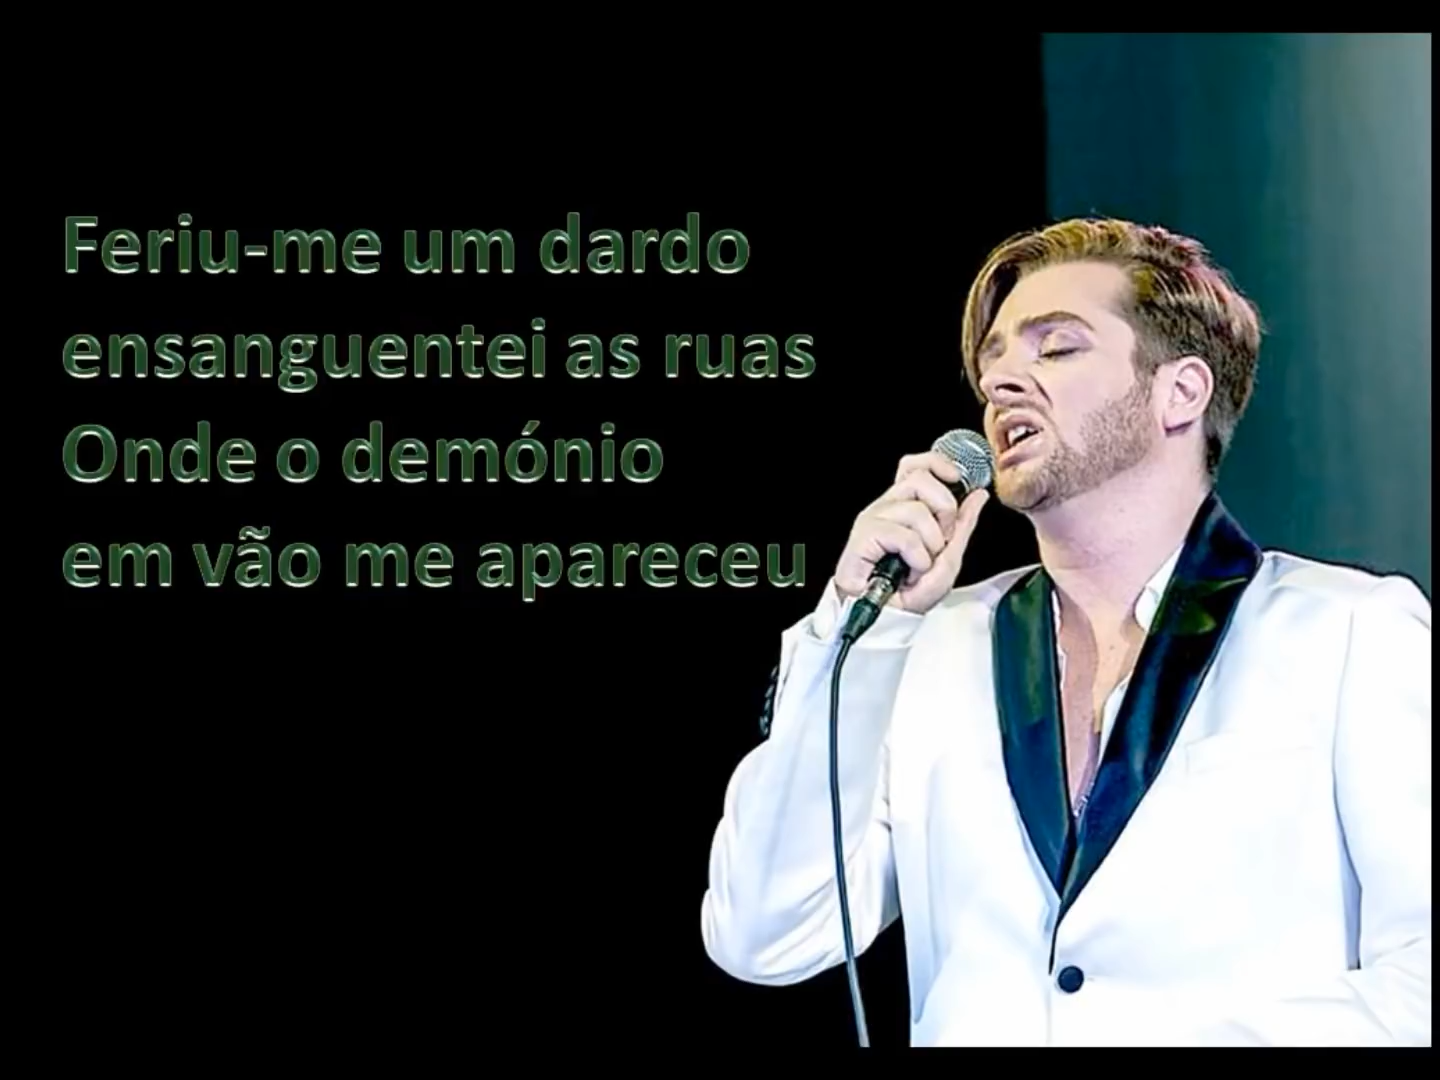 Feriu-me um dardo
ensanguentei as ruas
Onde o demónio
em vão me apareceu